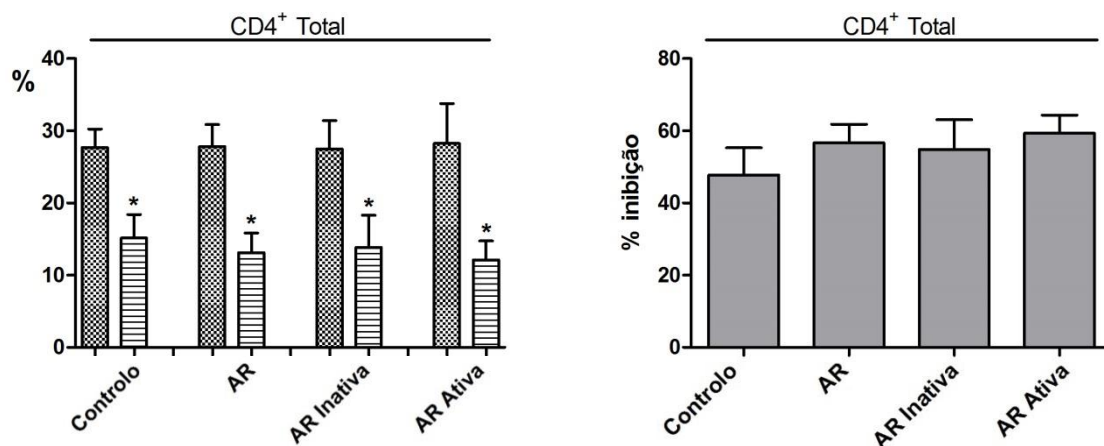 CD4⁺ Total
%
40
30
20
10
0
*
*
*
*
Controlo
AR
AR Inativa
AR Ativa
CD4⁺ Total
% inibição
80
60
40
20
0
Controlo
AR
AR Inativa
AR Ativa